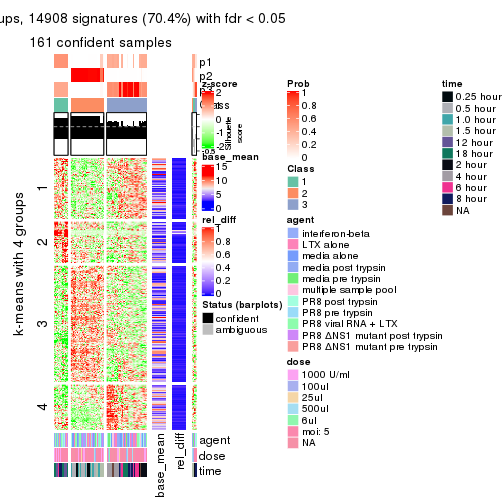 ups, 14908 signatures (70.4%) with fdr < 0.05
161 confident samples
p1
p2
Class
Silhouette
score
1
2
3
4
k-means with 4 groups
agent
dose
time
base_mean
rel_diff
z-score
2
1
0
-1
-2
base_mean
15
10
5
0
rel_diff
1
0.8
0.6
0.4
0.2
0
Status (barplots)
confident
ambiguous
Prob
1
0.8
0.6
0.4
0.2
0
Class
1
2
3
agent
interferon-beta
LTX alone
media alone
media post trypsin
media pre trypsin
multiple sample pool
PR8 post trypsin
PR8 pre trypsin
PR8 viral RNA + LTX
PR8 ΔNS1 mutant post trypsin
PR8 ΔNS1 mutant pre trypsin
dose
1000 U/ml
100ul
25ul
500ul
6ul
moi: 5
NA
time
0.25 hour
0.5 hour
1.0 hour
1.5 hour
12 hour
18 hour
2 hour
4 hour
6 hour
8 hour
NA